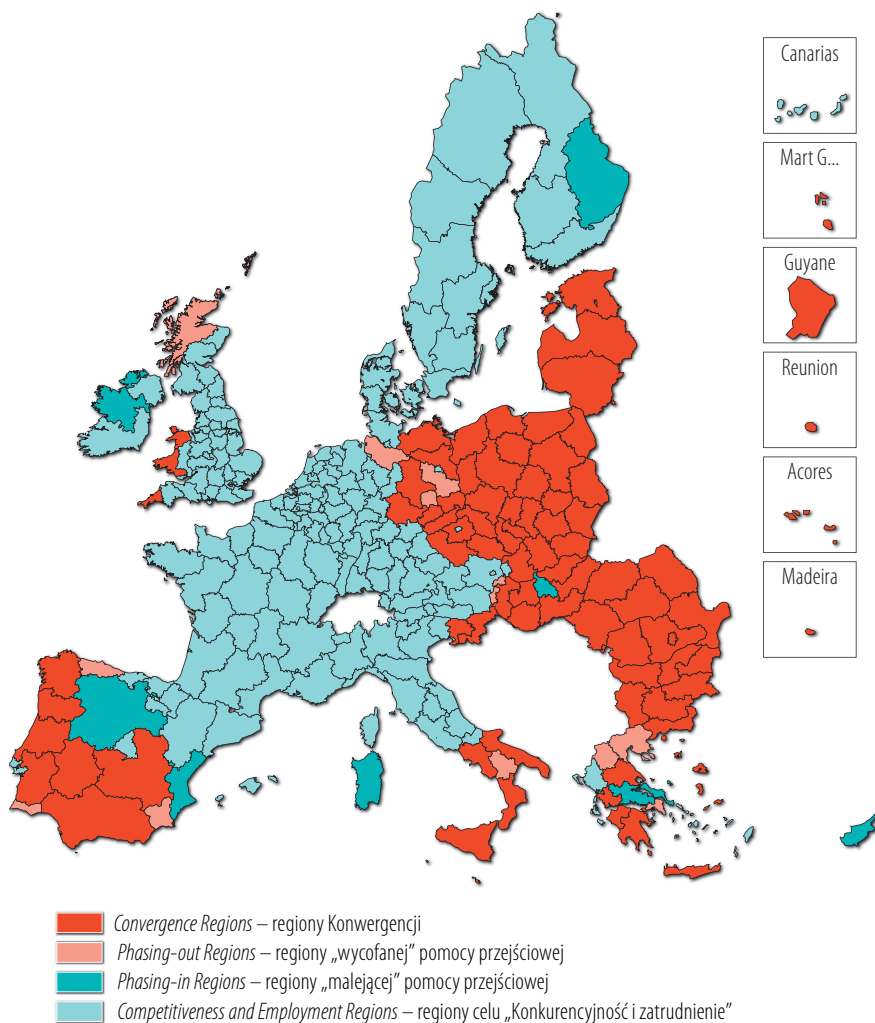 Canarias
Mart G...
Guyane
Reunion
Acores
Madeira
Convergence Regions – regiony Konwergencji
Phasing-out Regions – regiony „wycofanej” pomocy przejściowej
Phasing-in Regions – regiony „malejącej” pomocy przejściowej
Competitiveness and Employment Regions – regiony celu „Konkurencyjność i zatrudnienie”